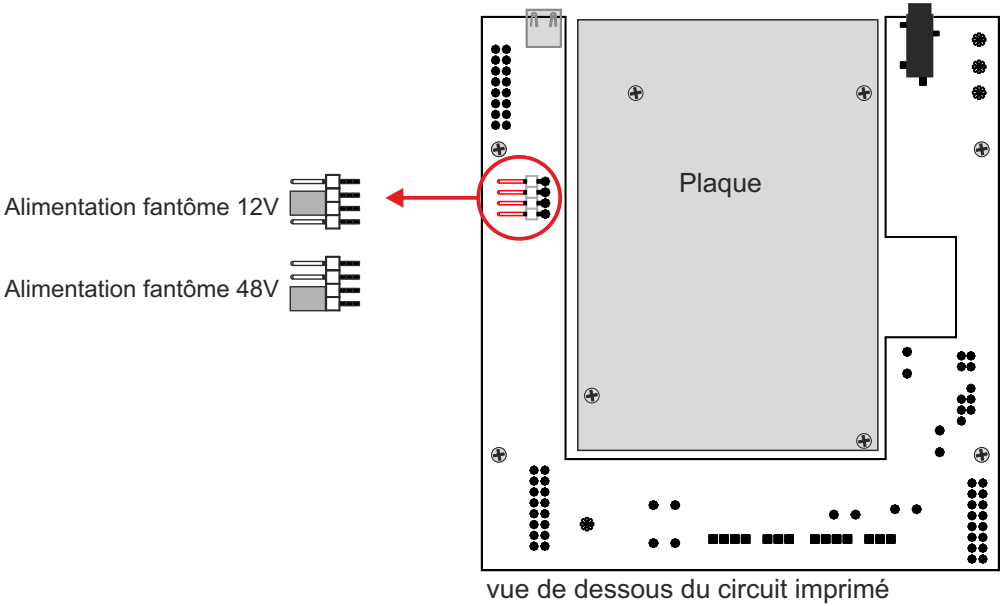 Plaque
Alimentation fantôme 12V
Alimentation fantôme 48V
vue de dessous du circuit imprimé